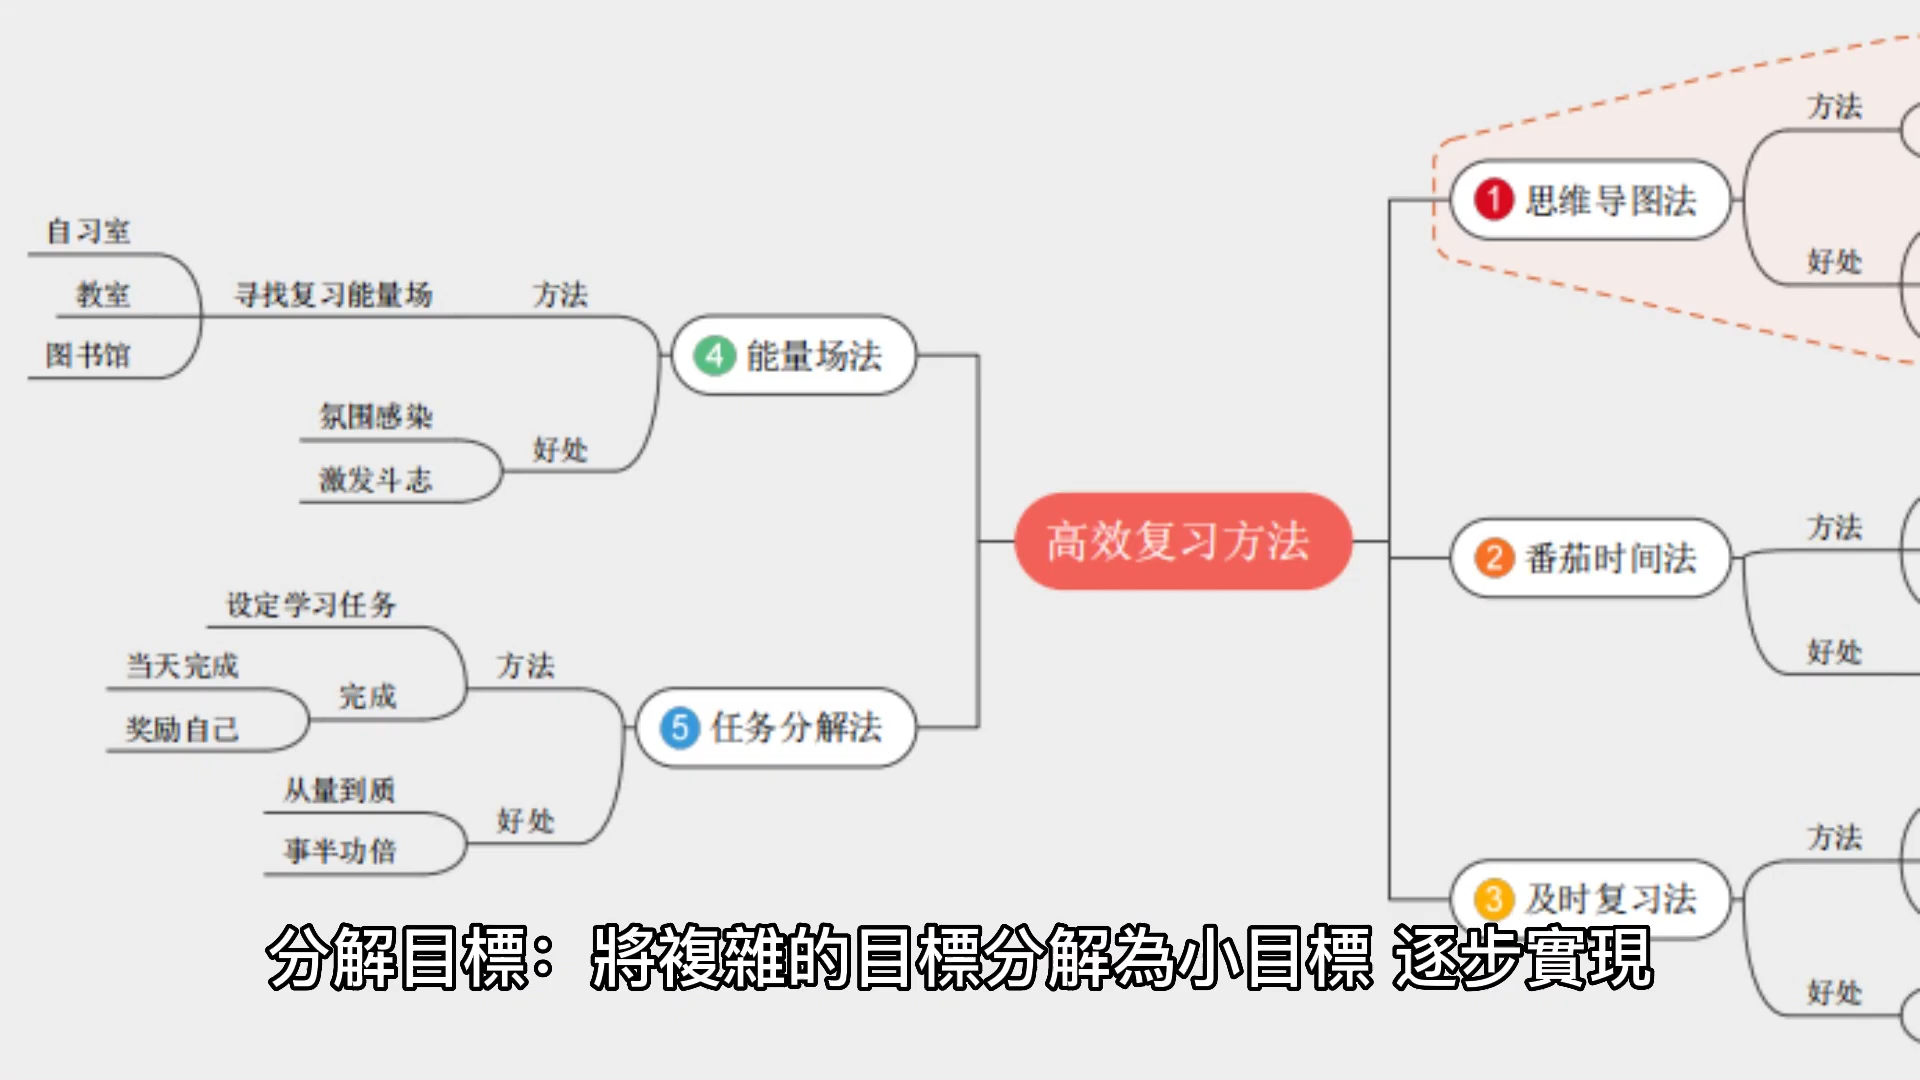 高效复习方法
1 思维导图法
方法
好处
2 番茄时间法
方法
好处
3 及时复习法
方法
好处
4 能量场法
方法
寻找复习能量场
自习室
教室
图书馆
好处
氛围感染
激发斗志
5 任务分解法
方法
设定学习任务
完成
当天完成
奖励自己
好处
从量到质
事半功倍
分解目標：將複雜的目標分解為小目標 逐步實現